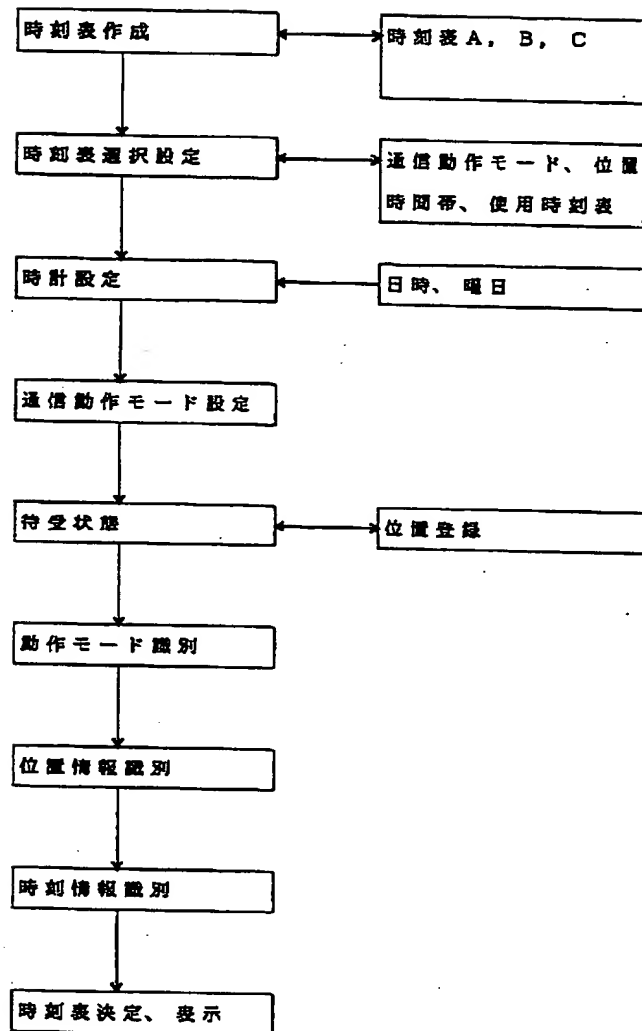 時刻表作成
時刻表A, B, C
時刻表選択設定
通信動作モード、位置
時間帯、使用時刻表
時計設定
日時、曜日
通信動作モード設定
待受状態
位置登録
動作モード識別
位置情報識別
時刻情報識別
時刻表決定、表示